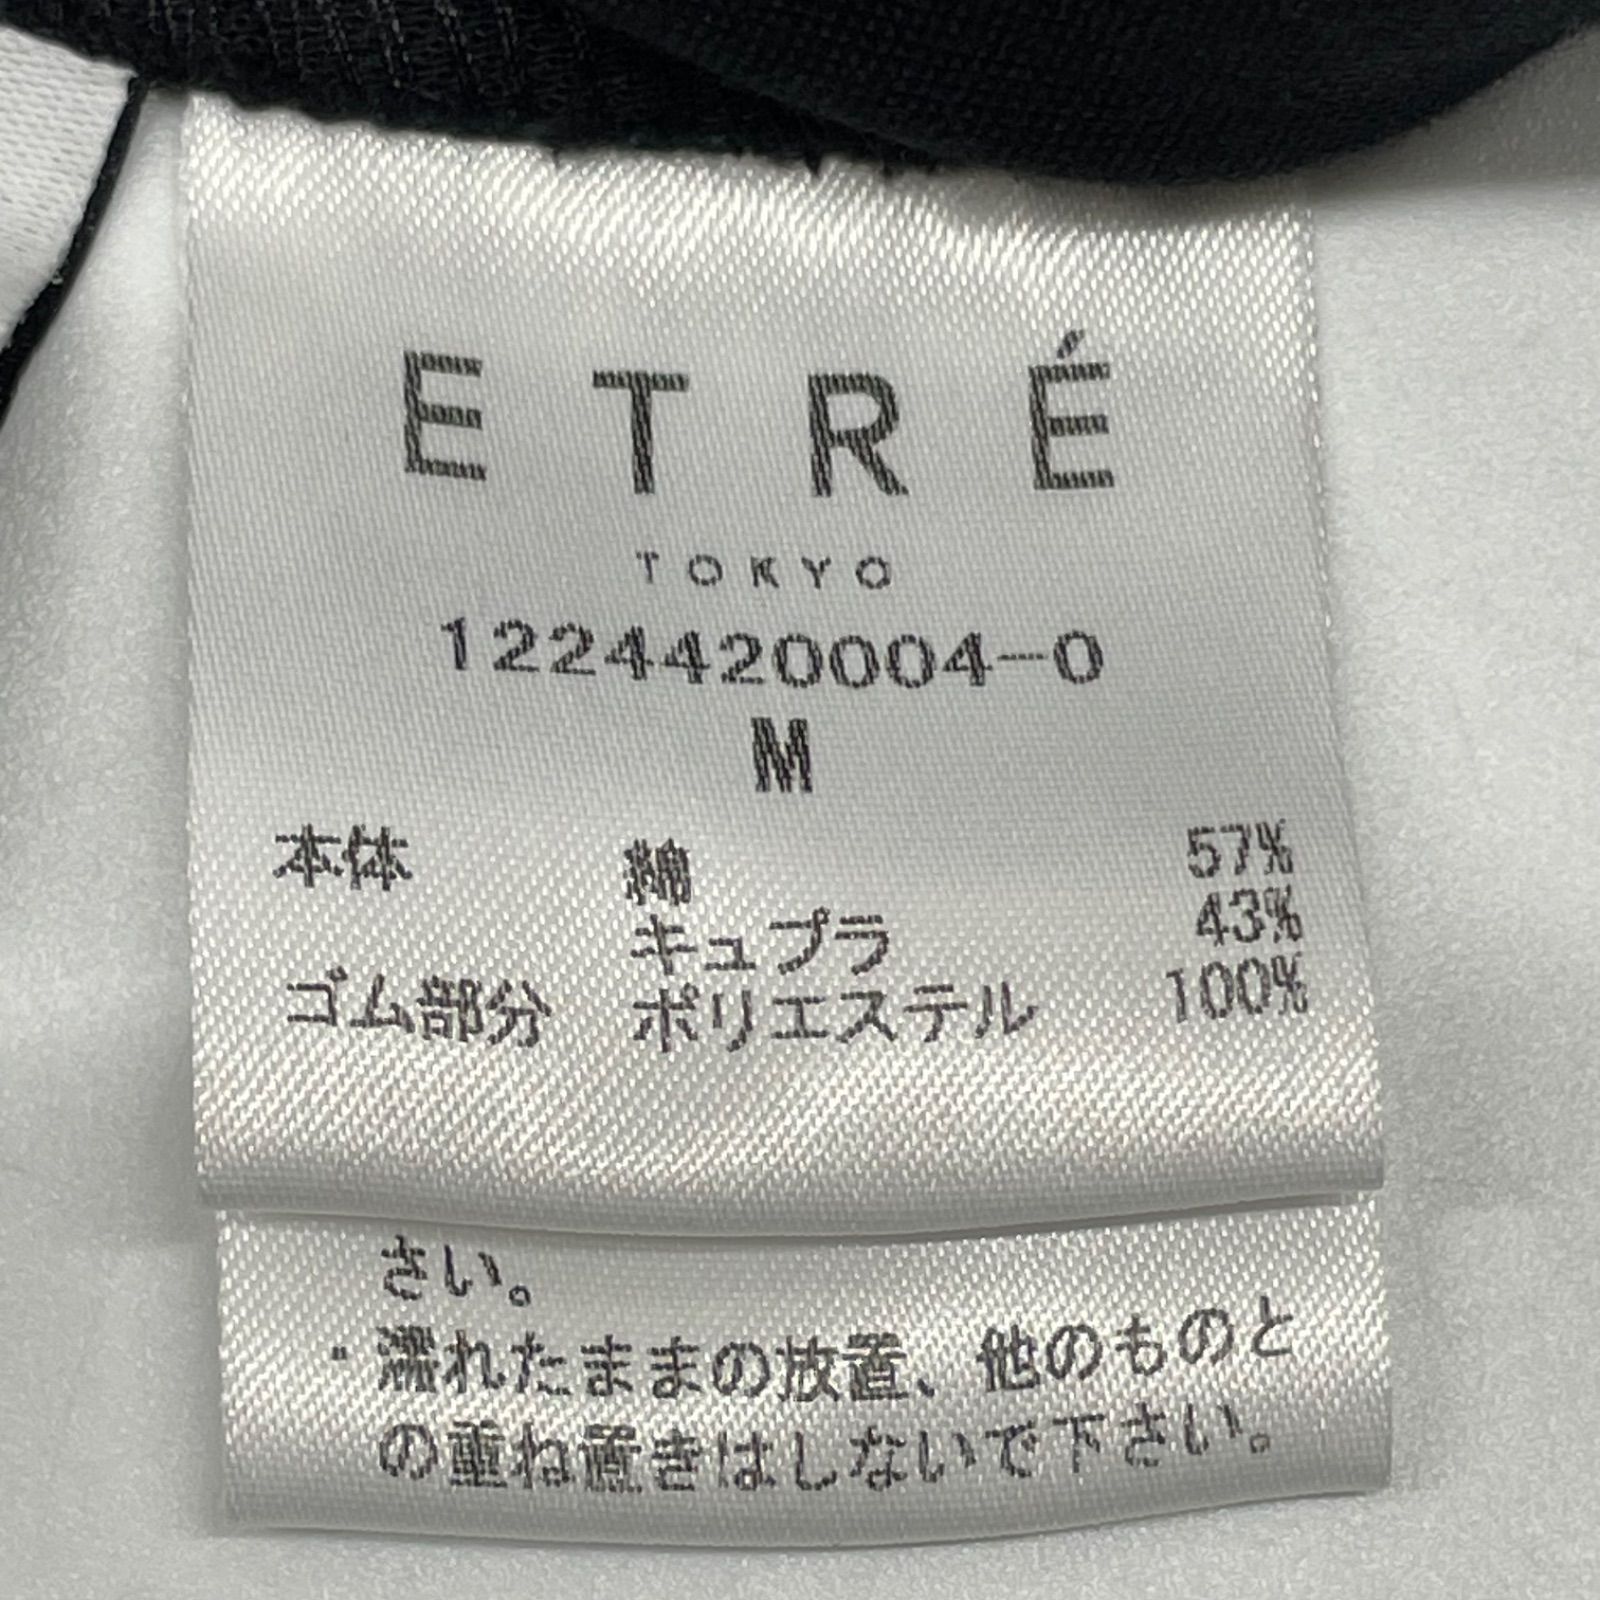 ETRÉ
TOKYO
1224420004-0
M
本体 綿 57%
キュプラ 43%
ゴム部分 ポリエステル 100%
さい。
・濡れたままの放置、他のものと
の重ね置きはしないで下さい。